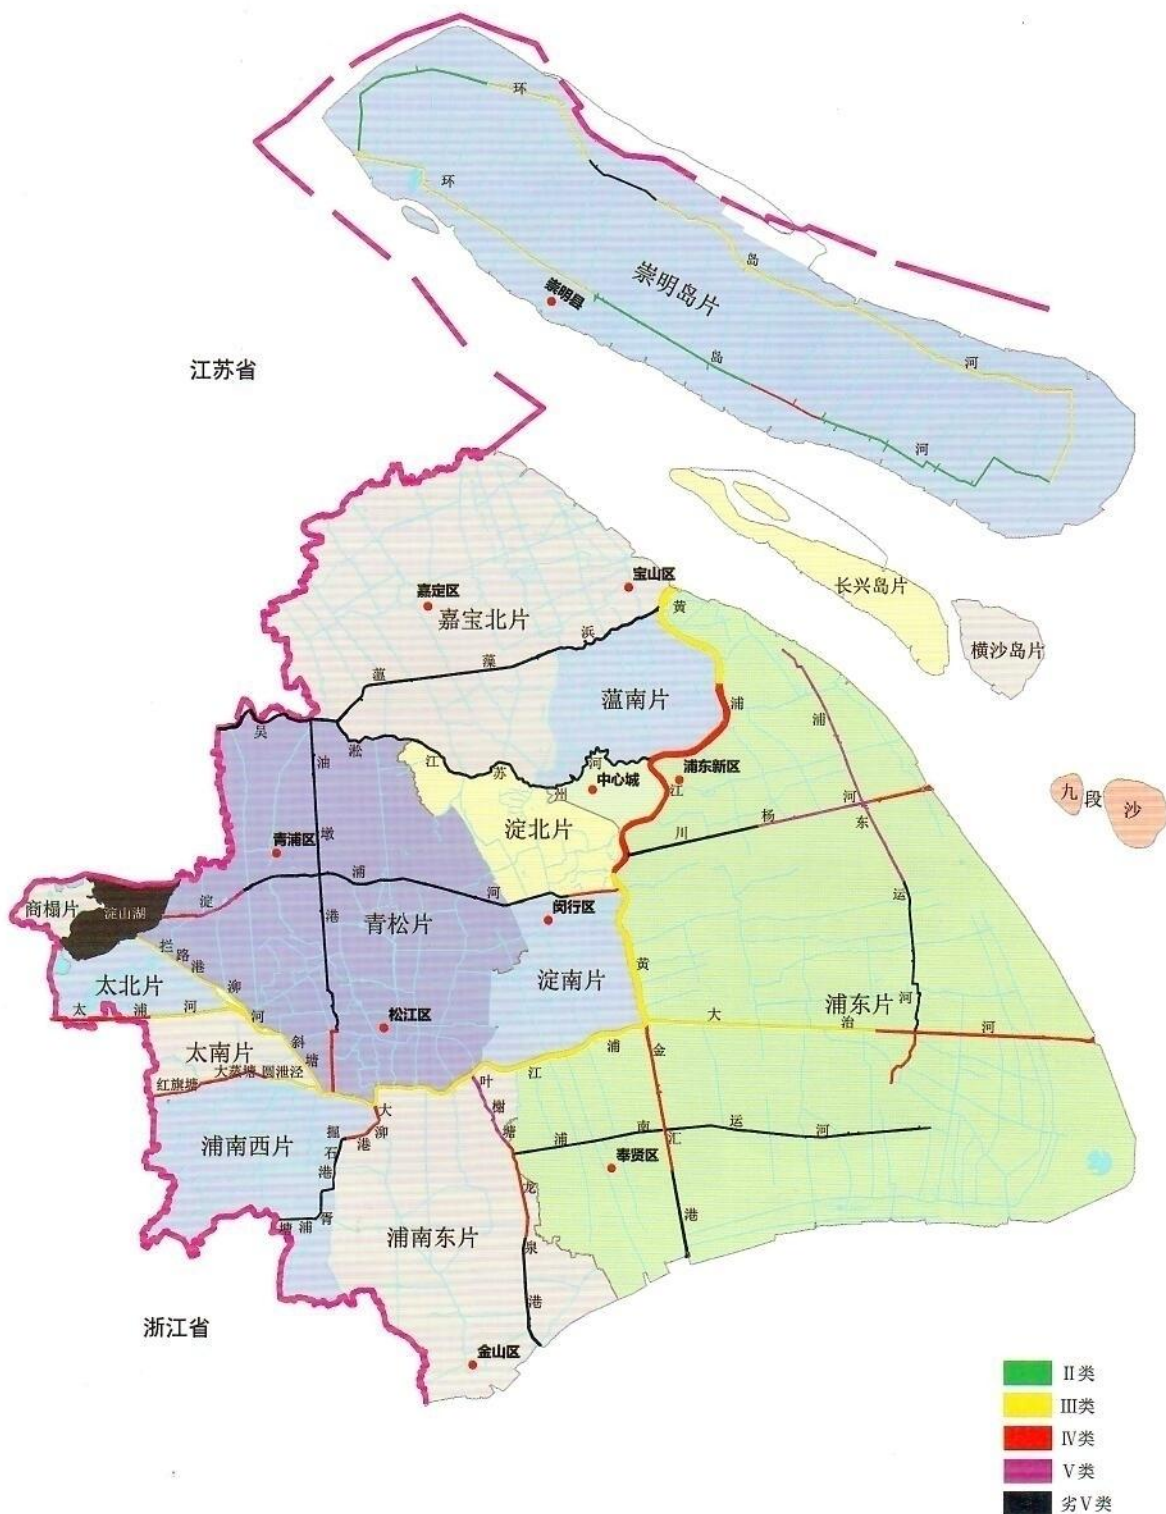 环
环
岛
崇明岛片
崇明县
岛
河
河
江苏省
长兴岛片
横沙岛片
宝山区
嘉定区
嘉宝北片
黄
浜
藻
蕰
蕰南片
浦
浦
吴
淞
江
苏
州
河
中心城
浦东新区
江
九段沙
油
墩
港
淀北片
川
杨
河
东
运
河
青浦区
淀
浦
河
商榻片
淀山湖
青松片
闵行区
拦路港
泖
河
斜
塘
太北片
淀南片
黄
浦东片
太
浦
河
松江区
大
治
河
太南片
浦
江
金
红旗塘
大蒸塘
圆泄泾
叶
榭
塘
大
泖
港
掘
石
港
浦南西片
浦
南
运
河
汇
港
奉贤区
龙
泉
港
胥
浦
塘
浦南东片
浙江省
金山区
II类
III类
IV类
V类
劣V类